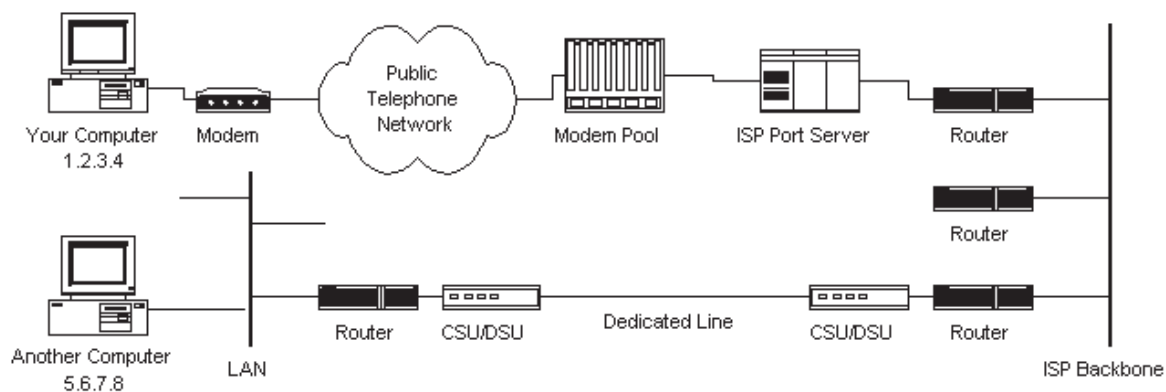 Public
Telephone
Network
Your Computer
1.2.3.4
Modem
Modem Pool
ISP Port Server
Router
Router
Another Computer
5.6.7.8
LAN
Router
CSU/DSU
Dedicated Line
CSU/DSU
Router
ISP Backbone